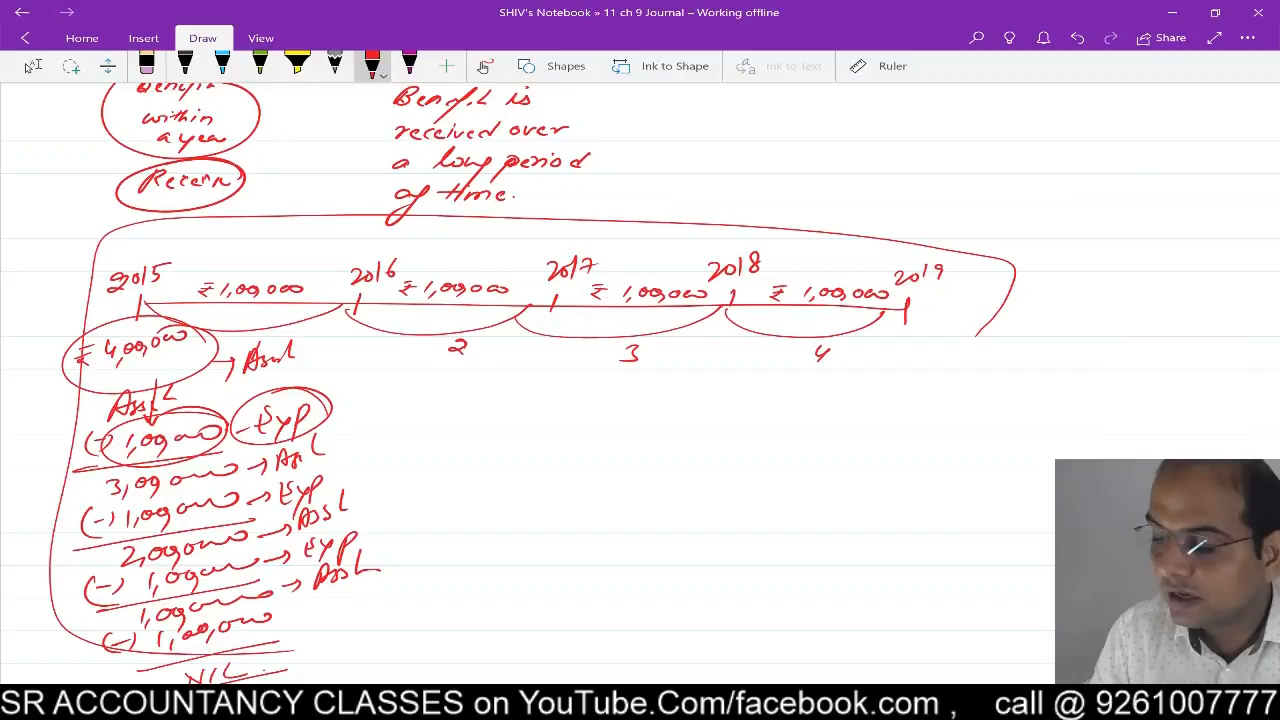 SHIV's Notebook » 11 ch 9 Journal – Working offline
Home Insert Draw View
Share
Shapes Ink to Shape Ink to Text Ruler
Benefit
within
a year
Benefit is
received over
a long period
of time.
2015 2016 2017 2018 2019
₹ 1,00,000 ₹ 1,00,000 ₹ 1,00,000 ₹ 1,00,000
2 3 4
₹ 4,00,000 → Asset
Asset
(-) 1,00,000 - Exp
3,00,000 → Asset
(-) 1,00,000 → Exp
2,00,000 → Asset
(-) 1,00,000 → Exp
1,00,000 → Asset
(-) 1,00,000
NIL
SR ACCOUNTANCY CLASSES on YouTube.Com/facebook.com , call @ 9261007777